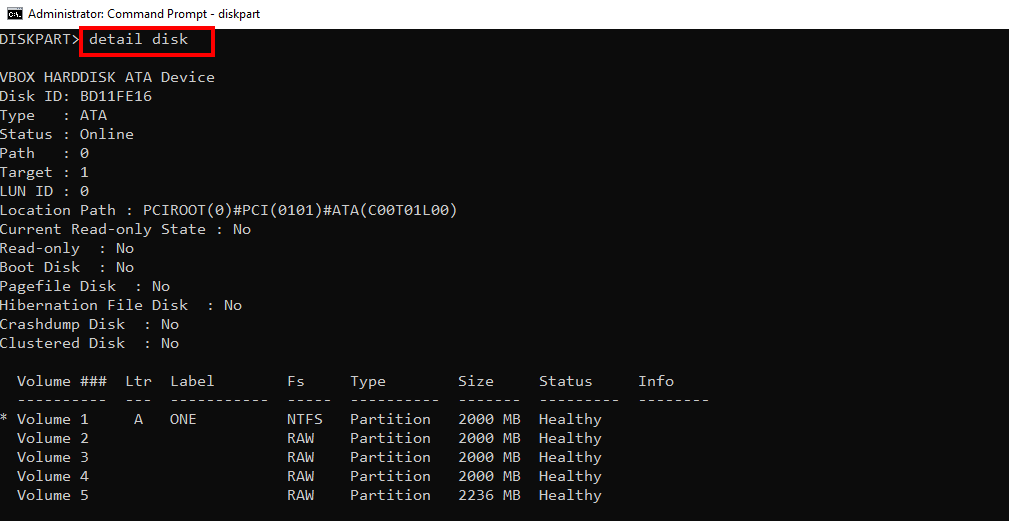 Administrator: Command Prompt - diskpart
DISKPART> detail disk
VBOX HARDDISK ATA Device
Disk ID: BD11FE16
Type   : ATA
Status : Online
Path   : 0
Target : 1
LUN ID : 0
Location Path : PCIROOT(0)#PCI(0101)#ATA(C00T01L00)
Current Read-only State : No
Read-only  : No
Boot Disk  : No
Pagefile Disk  : No
Hibernation File Disk  : No
Crashdump Disk  : No
Clustered Disk  : No
  Volume ###  Ltr  Label        Fs     Type        Size     Status     Info
  ----------  ---  -----------  -----  ----------  -------  ---------  --------
* Volume 1     A   ONE          NTFS   Partition   2000 MB  Healthy
  Volume 2                      RAW    Partition   2000 MB  Healthy
  Volume 3                      RAW    Partition   2000 MB  Healthy
  Volume 4                      RAW    Partition   2000 MB  Healthy
  Volume 5                      RAW    Partition   2236 MB  Healthy